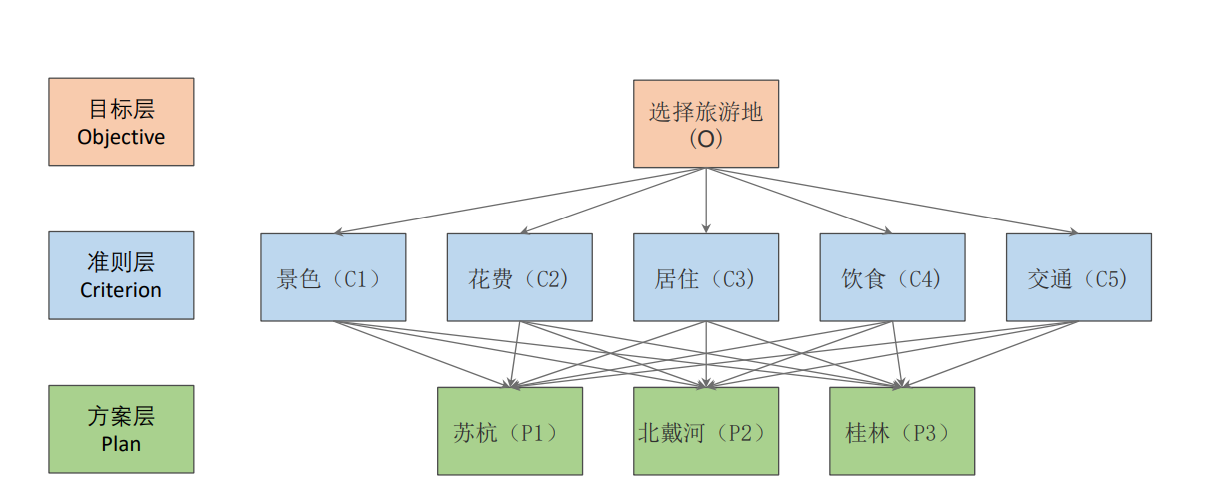 目标层
Objective
选择旅游地
(O)
准则层
Criterion
景色（C1）
花费（C2）
居住（C3）
饮食（C4）
交通（C5）
方案层
Plan
苏杭（P1）
北戴河（P2）
桂林（P3）